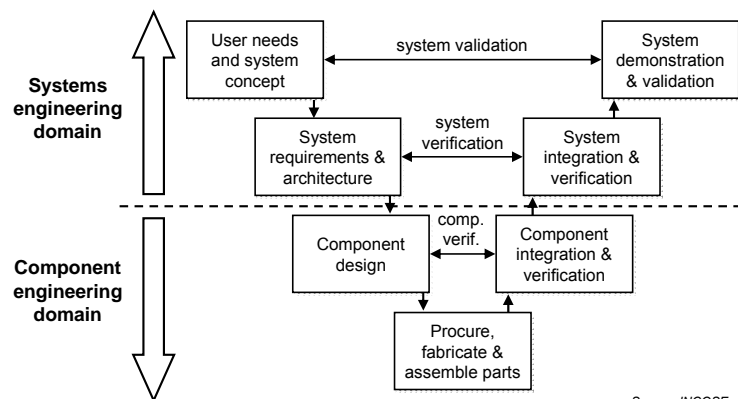 User needs
and system
concept
system validation
System
demonstration
& validation
Systems
engineering
domain
System
requirements &
architecture
system
verification
System
integration &
verification
Component
design
comp.
verif.
Component
integration &
verification
Component
engineering
domain
Procure,
fabricate &
assemble parts